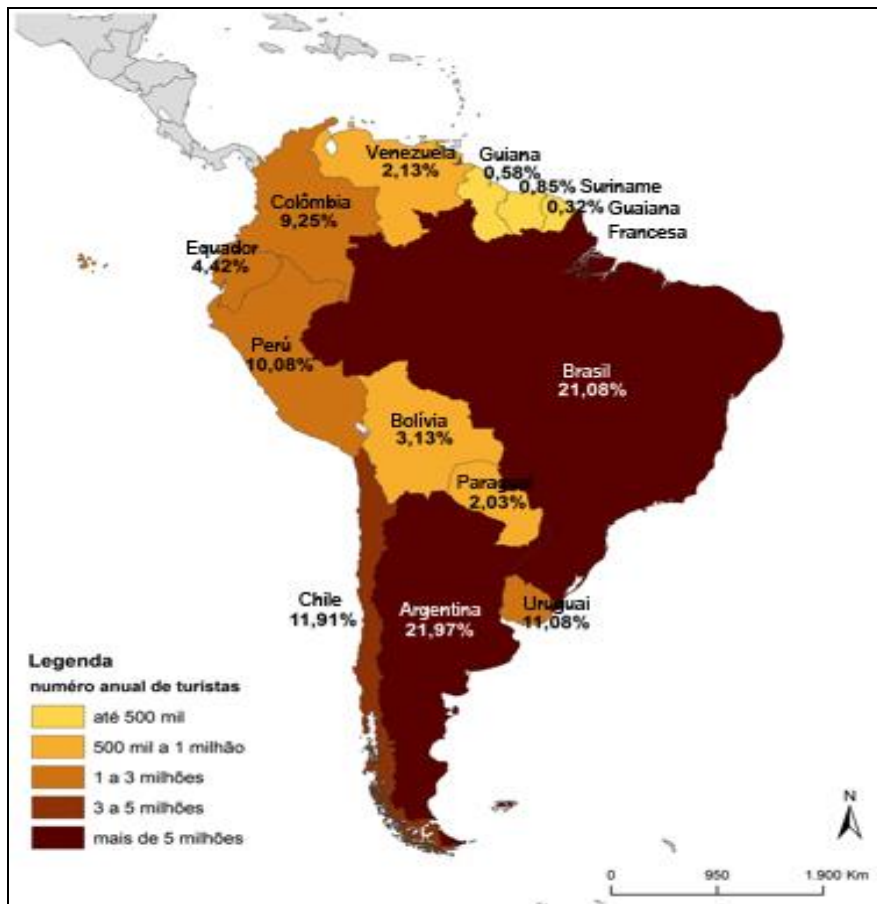 Venezuela
2,13%
Guiana
0,58%
0,85% Suriname
0,32% Guaiana
Francesa
Colômbia
9,25%
Equador
4,42%
Perú
10,08%
Brasil
21,08%
Bolívia
3,13%
Paraguai
2,03%
Chile
11,91%
Argentina
21,97%
Uruguai
11,08%
Legenda
numéro anual de turistas
até 500 mil
500 mil a 1 milhão
1 a 3 milhões
3 a 5 milhões
mais de 5 milhões
N
0 950 1.900 Km